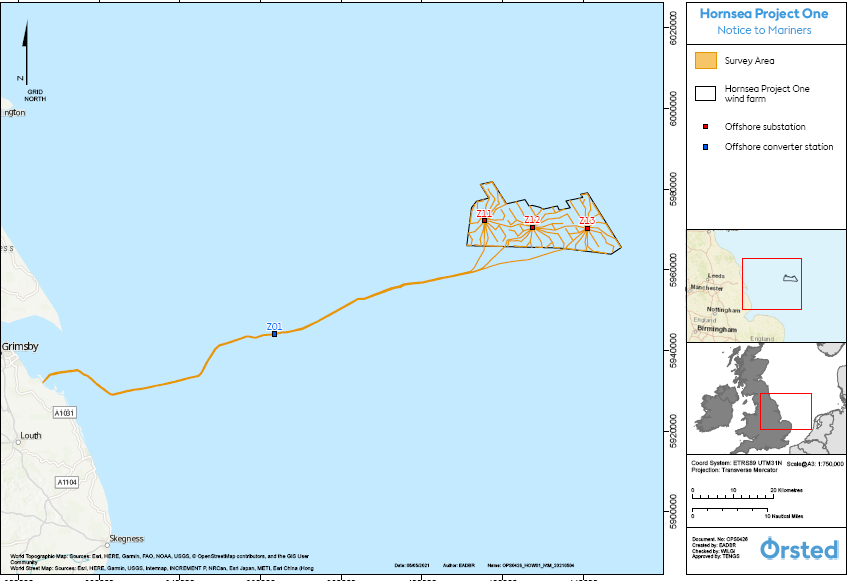 Hornsea Project One
Notice to Mariners
Survey Area
Hornsea Project One
wind farm
Offshore substation
Offshore converter station
N
GRID
NORTH
ington
Z11
Z12
Z13
Z01
Grimsby
A1031
Louth
A1104
Skegness
6020000
6000000
5980000
5960000
5940000
5920000
5900000
Leeds
Manchester
Nottingham
England
Birmingham
England
Coord System: ETRS89 UTM31N Scale@A3: 1:750,000
Projection: Transverse Mercator
0 10 20 Kilometres
0 10 Nautical Miles
Document. No: OPS0426
Created by: EADBR
Checked by: WILGI
Approved by: TENGS
Orsted
World Topographic Map: Sources: Esri, HERE, Garmin, FAO, NOAA, USGS, © OpenStreetMap contributors, and the GIS User
Community
World Street Map: Sources: Esri, HERE, Garmin, USGS, Intermap, INCREMENT P, NRCan, Esri Japan, METI, Esri China (Hong
Date: 05/05/2021 Author: EADBR